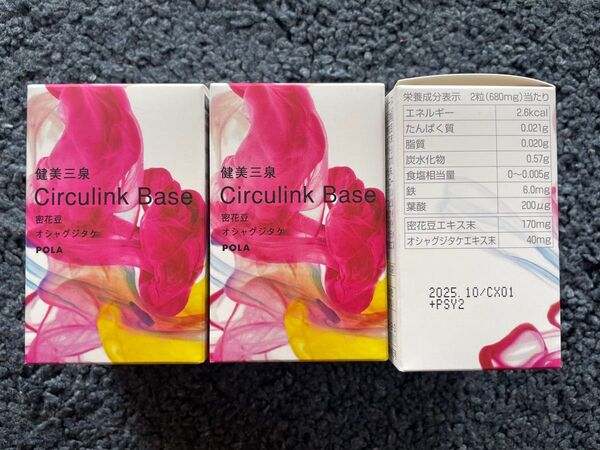 健美三泉
Circulink Base
密花豆
オシャグジタケ
POLA
健美三泉
Circulink Base
密花豆
オシャグジタケ
POLA
栄養成分表示 2粒(680mg)当たり
エネルギー 2.6kcal
たんぱく質 0.021g
脂質 0.020g
炭水化物 0.57g
食塩相当量 0～0.005g
鉄 6.0mg
葉酸 200μg
密花豆エキス末 170mg
オシャグジタケエキス末 40mg
2025.10/CX01
+PSY2